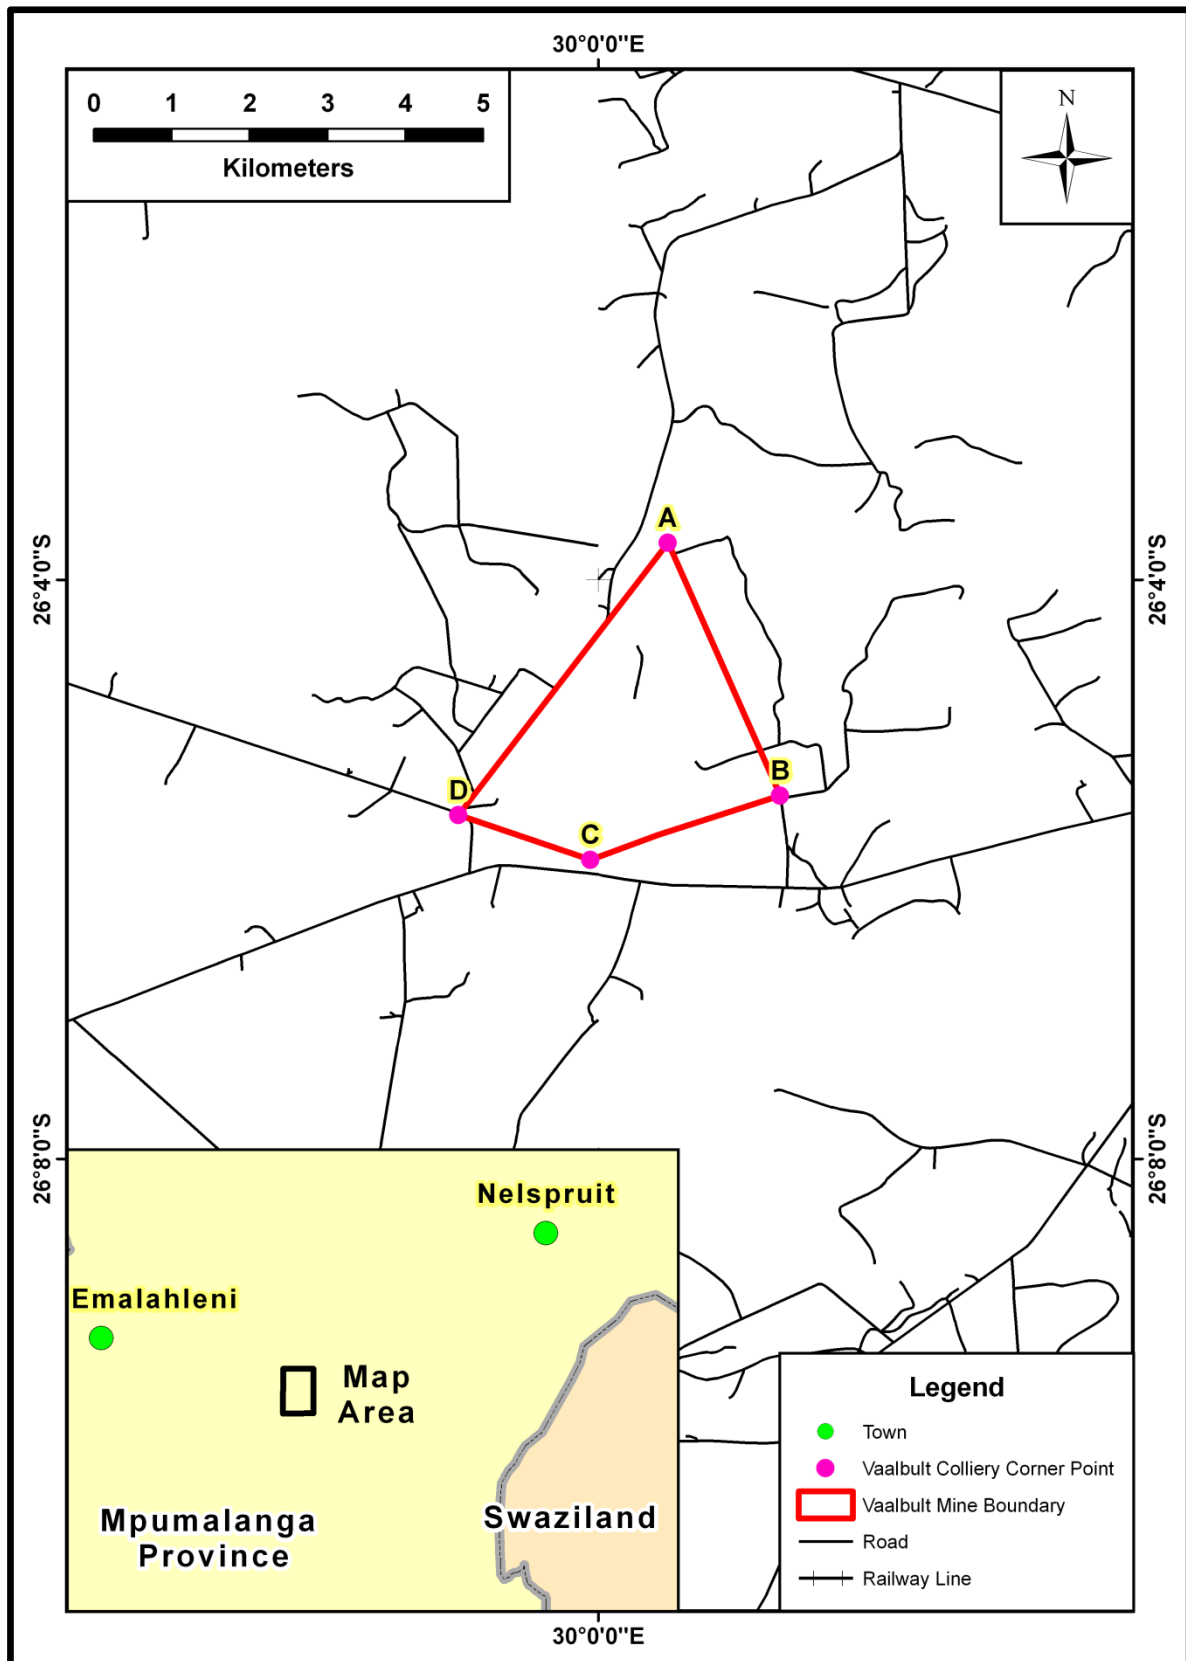 30°0'0"E
0 1 2 3 4 5
Kilometers
N
A
26°4'0"S
26°4'0"S
B
D
C
26°8'0"S
26°8'0"S
Nelspruit
Emalahleni
Map
Area
Swaziland
Mpumalanga
Province
Legend
Town
Vaalbult Colliery Corner Point
Vaalbult Mine Boundary
Road
Railway Line
30°0'0"E